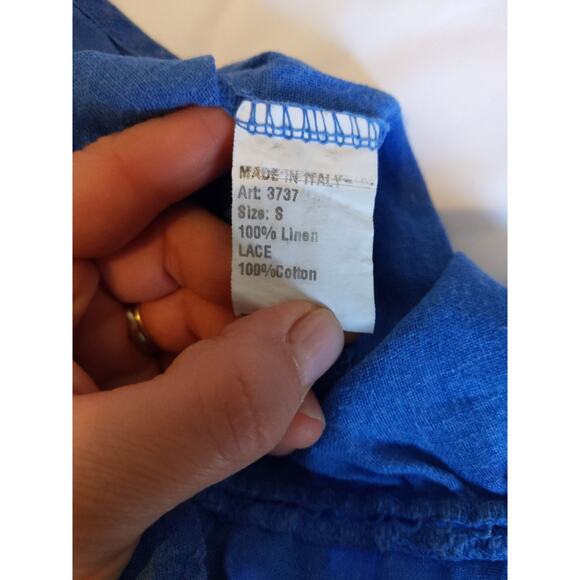 MADE IN ITALY
Art: 3737
Size: S
100% Linen
LACE
100%Cotton